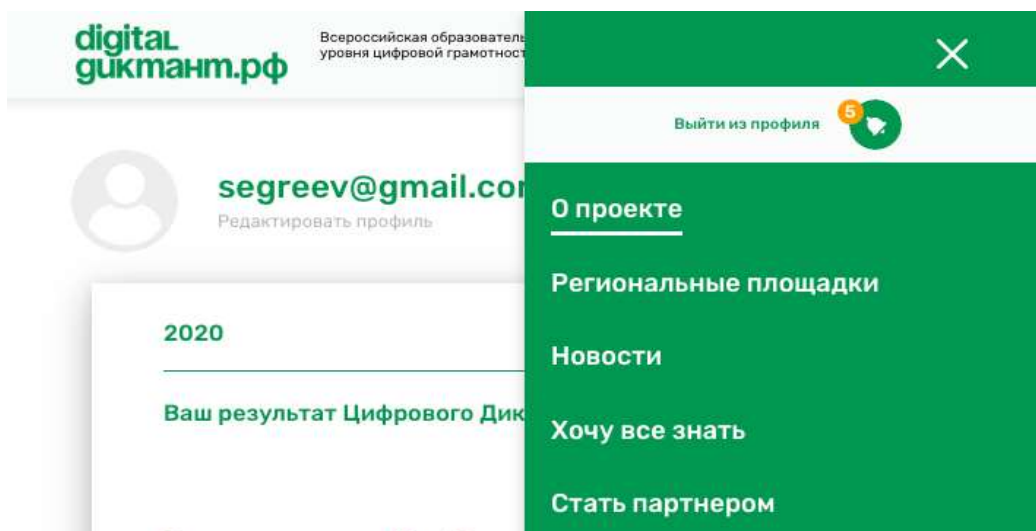 digital
диктант.рф
Всероссийская образователь
уровня цифровой грамотност
Выйти из профиля
5
segreev@gmail.com
Редактировать профиль
О проекте
Региональные площадки
2020
Новости
Ваш результат Цифрового Дик
Хочу все знать
Стать партнером